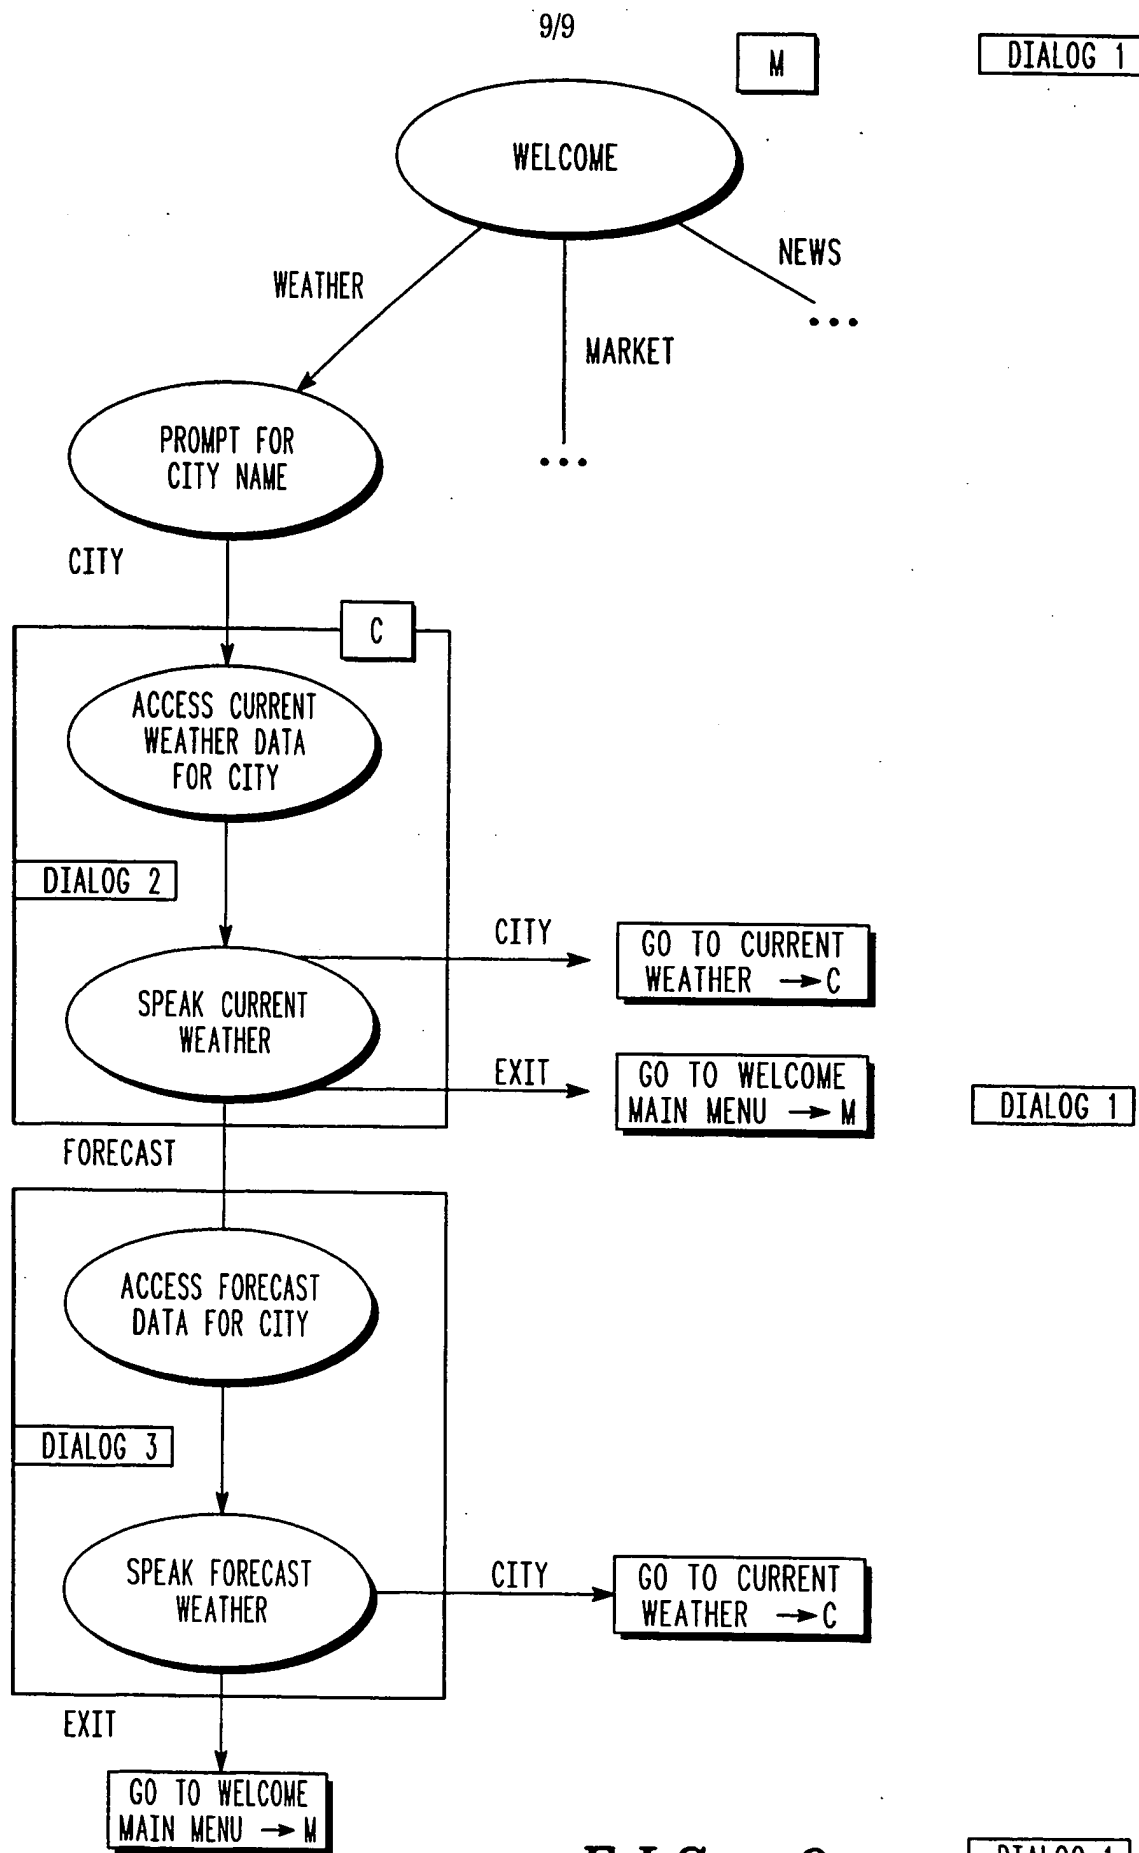 9/9
M
DIALOG 1
WELCOME
WEATHER
NEWS
•••
MARKET
•••
PROMPT FOR
CITY NAME
CITY
C
ACCESS CURRENT
WEATHER DATA
FOR CITY
DIALOG 2
SPEAK CURRENT
WEATHER
CITY
GO TO CURRENT
WEATHER → C
EXIT
GO TO WELCOME
MAIN MENU → M
DIALOG 1
FORECAST
ACCESS FORECAST
DATA FOR CITY
DIALOG 3
SPEAK FORECAST
WEATHER
CITY
GO TO CURRENT
WEATHER → C
EXIT
GO TO WELCOME
MAIN MENU → M
FIG.
DIALOG 1